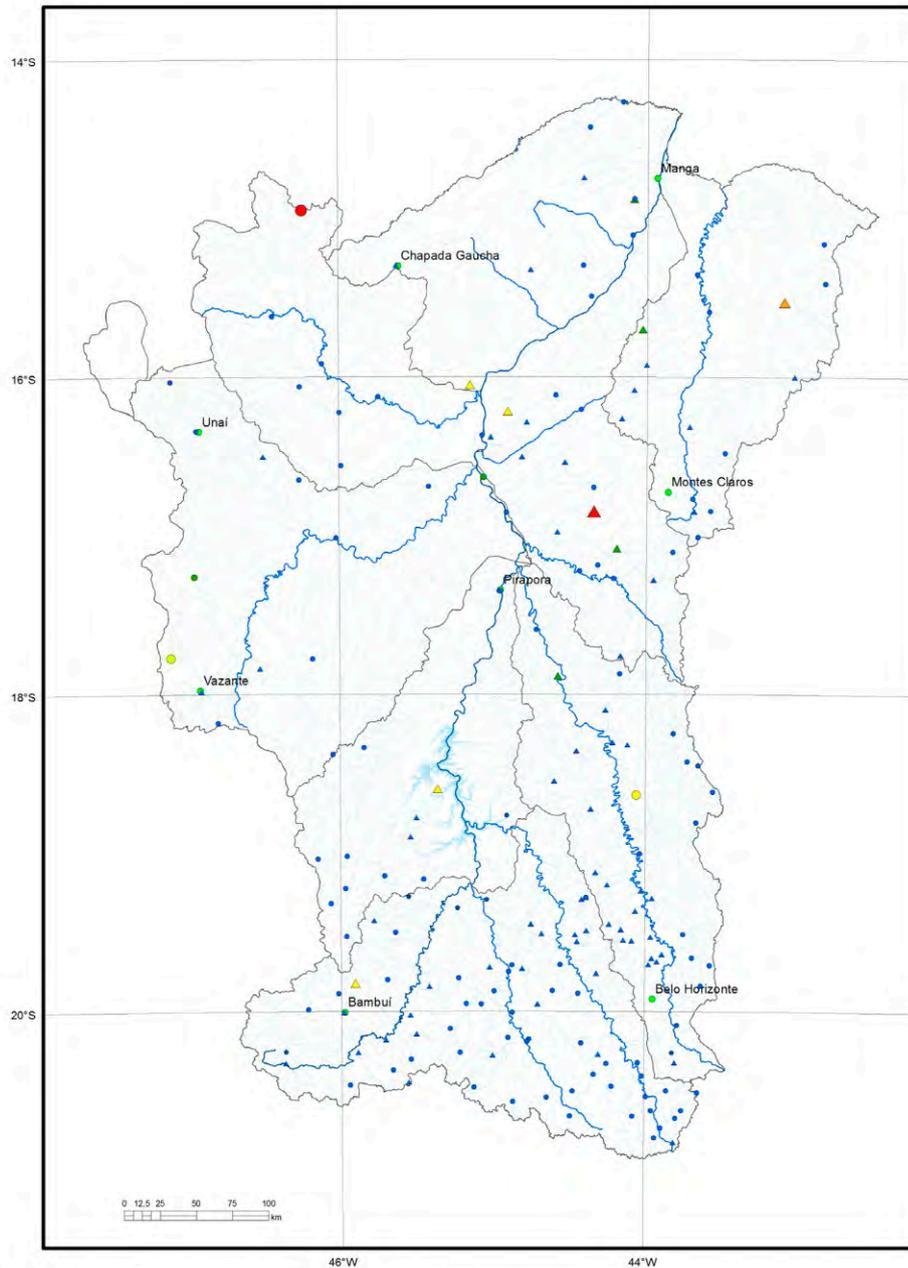 14°S
Manga
Chapada Gaucha
16°S
Unaí
Montes Claros
Pirapora
Vazante
18°S
Belo Horizonte
Bambuí
20°S
0 12,5 25 50 75 100
km
46°W 44°W